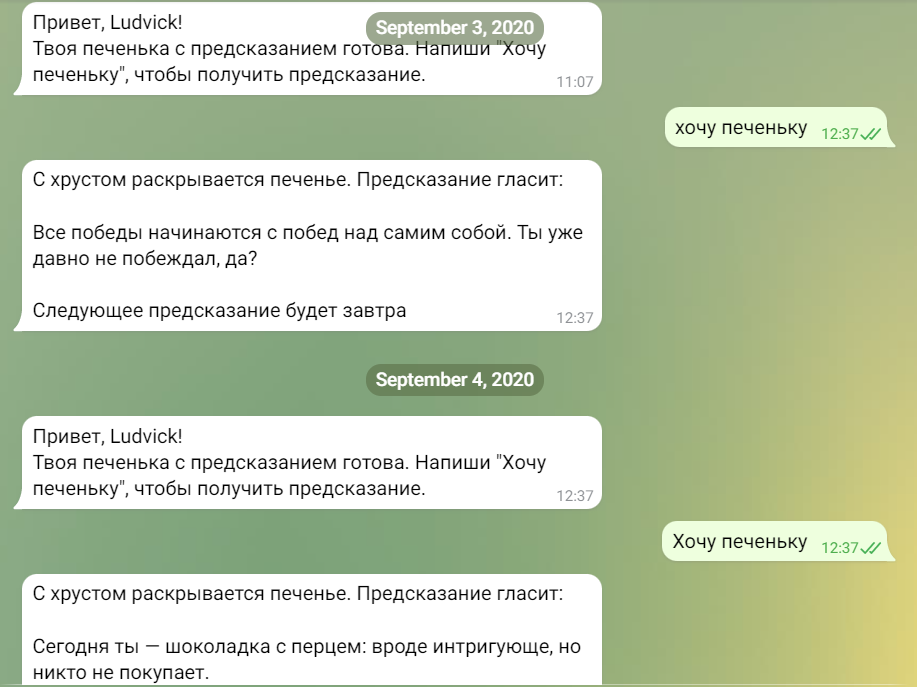 Привет, Ludvick!
September 3, 2020
Твоя печенька с предсказанием готова. Напиши "Хочу
печеньку", чтобы получить предсказание.
11:07
хочу печеньку 12:37
С хрустом раскрывается печенье. Предсказание гласит:
Все победы начинаются с побед над самим собой. Ты уже
давно не побеждал, да?
Следующее предсказание будет завтра
12:37
September 4, 2020
Привет, Ludvick!
Твоя печенька с предсказанием готова. Напиши "Хочу
печеньку", чтобы получить предсказание.
12:37
Хочу печеньку 12:37
С хрустом раскрывается печенье. Предсказание гласит:
Сегодня ты — шоколадка с перцем: вроде интригующе, но
никто не покупает.